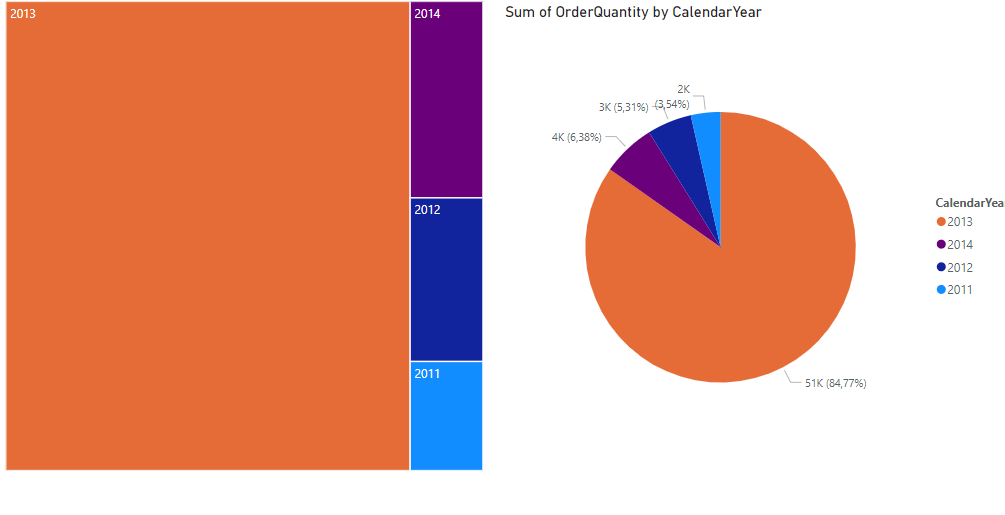 2013
2014
2012
2011
Sum of OrderQuantity by CalendarYear
2K
(3,54%)
3K (5,31%)
4K (6,38%)
51K (84,77%)
CalendarYea
2013
2014
2012
2011